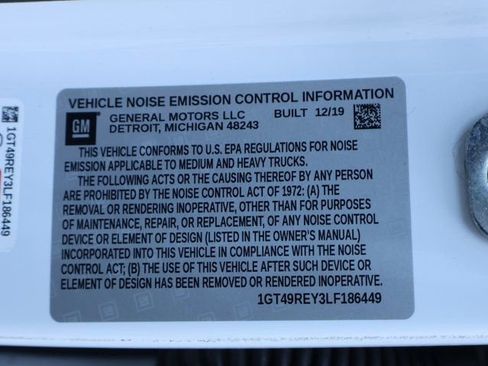 VEHICLE NOISE EMISSION CONTROL INFORMATION
GM
GENERAL MOTORS LLC BUILT 12/19
DETROIT, MICHIGAN 48243
THIS VEHICLE CONFORMS TO U.S. EPA REGULATIONS FOR NOISE
EMISSION APPLICABLE TO MEDIUM AND HEAVY TRUCKS.
THE FOLLOWING ACTS OR THE CAUSING THEREOF BY ANY PERSON
ARE PROHIBITED BY THE NOISE CONTROL ACT OF 1972: (A) THE
REMOVAL OR RENDERING INOPERATIVE, OTHER THAN FOR PURPOSES
OF MAINTENANCE, REPAIR, OR REPLACEMENT, OF ANY NOISE CONTROL
DEVICE OR ELEMENT OF DESIGN (LISTED IN THE OWNER'S MANUAL)
INCORPORATED INTO THIS VEHICLE IN COMPLIANCE WITH THE NOISE
CONTROL ACT; (B) THE USE OF THIS VEHICLE AFTER SUCH DEVICE OR
ELEMENT OF DESIGN HAS BEEN REMOVED OR RENDERED INOPERATIVE.
1GT49REY3LF186449
1GT49REY3LF186449